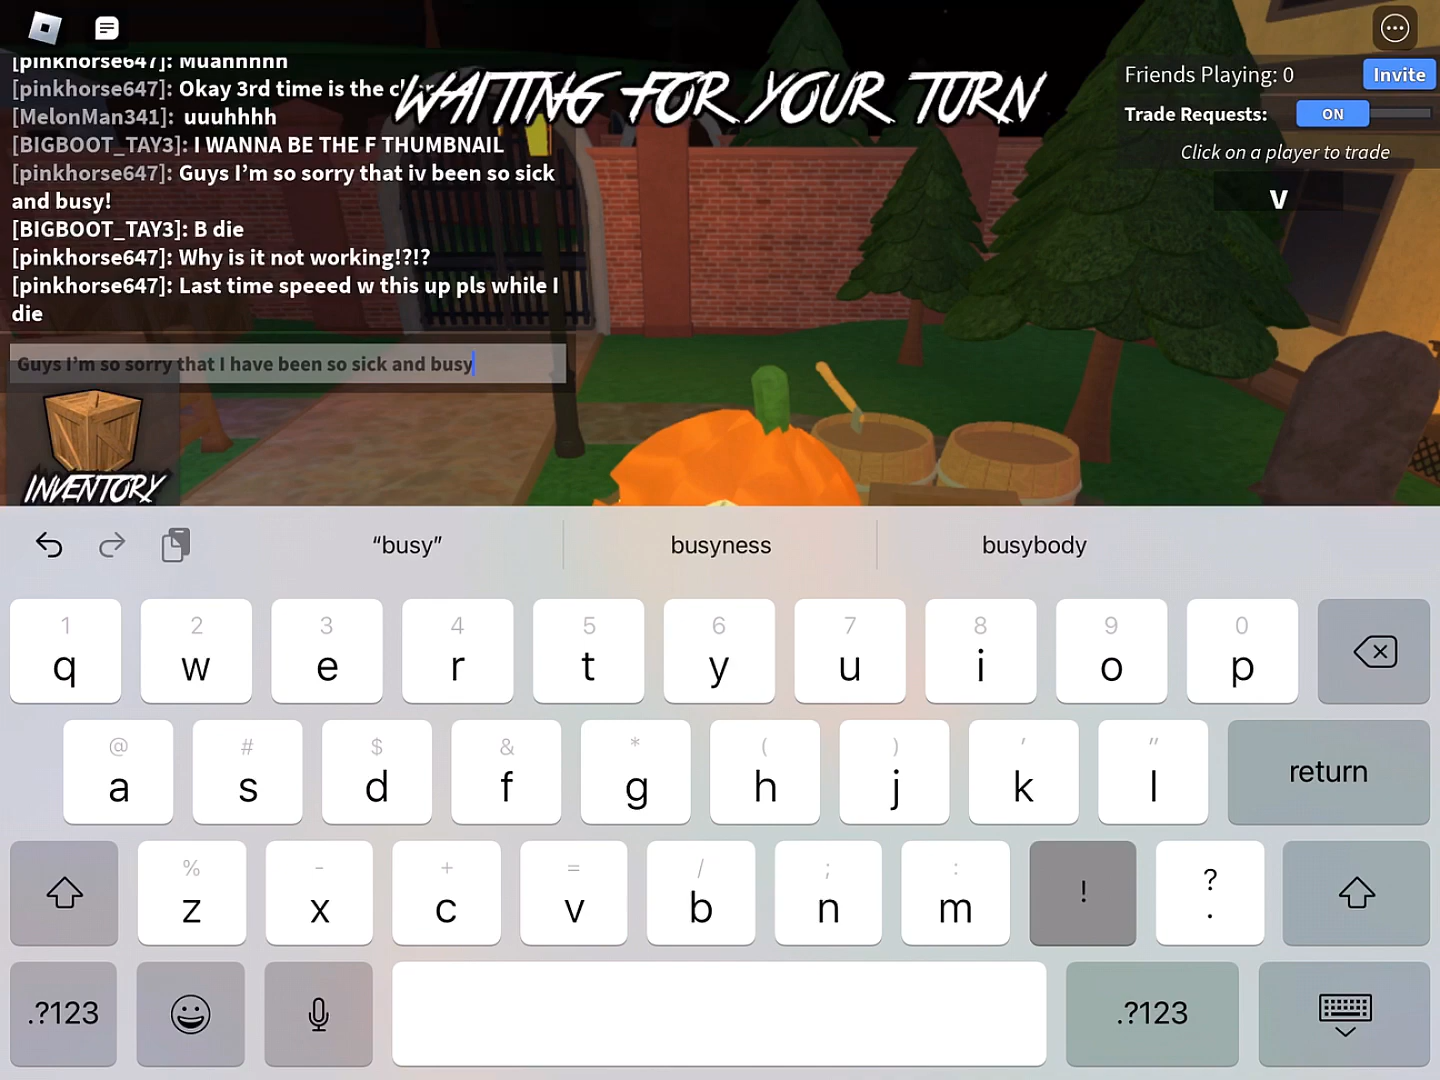 [pinkhorse647]: Muahhhhh
[pinkhorse647]: Okay 3rd time is the
[MelonMan341]: uuuhhhh
[BIGBOOT_TAY3]: I WANNA BE THE F THUMBNAIL
[pinkhorse647]: Guys I’m so sorry that iv been so sick
and busy!
[BIGBOOT_TAY3]: B die
[pinkhorse647]: Why is it not working!?!?
[pinkhorse647]: Last time speeed w this up pls while I
die
Guys I’m so sorry that I have been so sick and busy
WAITING FOR YOUR TURN
Friends Playing: 0
Invite
Trade Requests:
ON
Click on a player to trade
V
INVENTORY
“busy” busyness busybody
1 2 3 4 5 6 7 8 9 0
q w e r t y u i o p
@ # $ & * ( ) ' "
a s d f g h j k l return
% - + = / ; :
z x c v b n m ! ? .
.?123 .?123